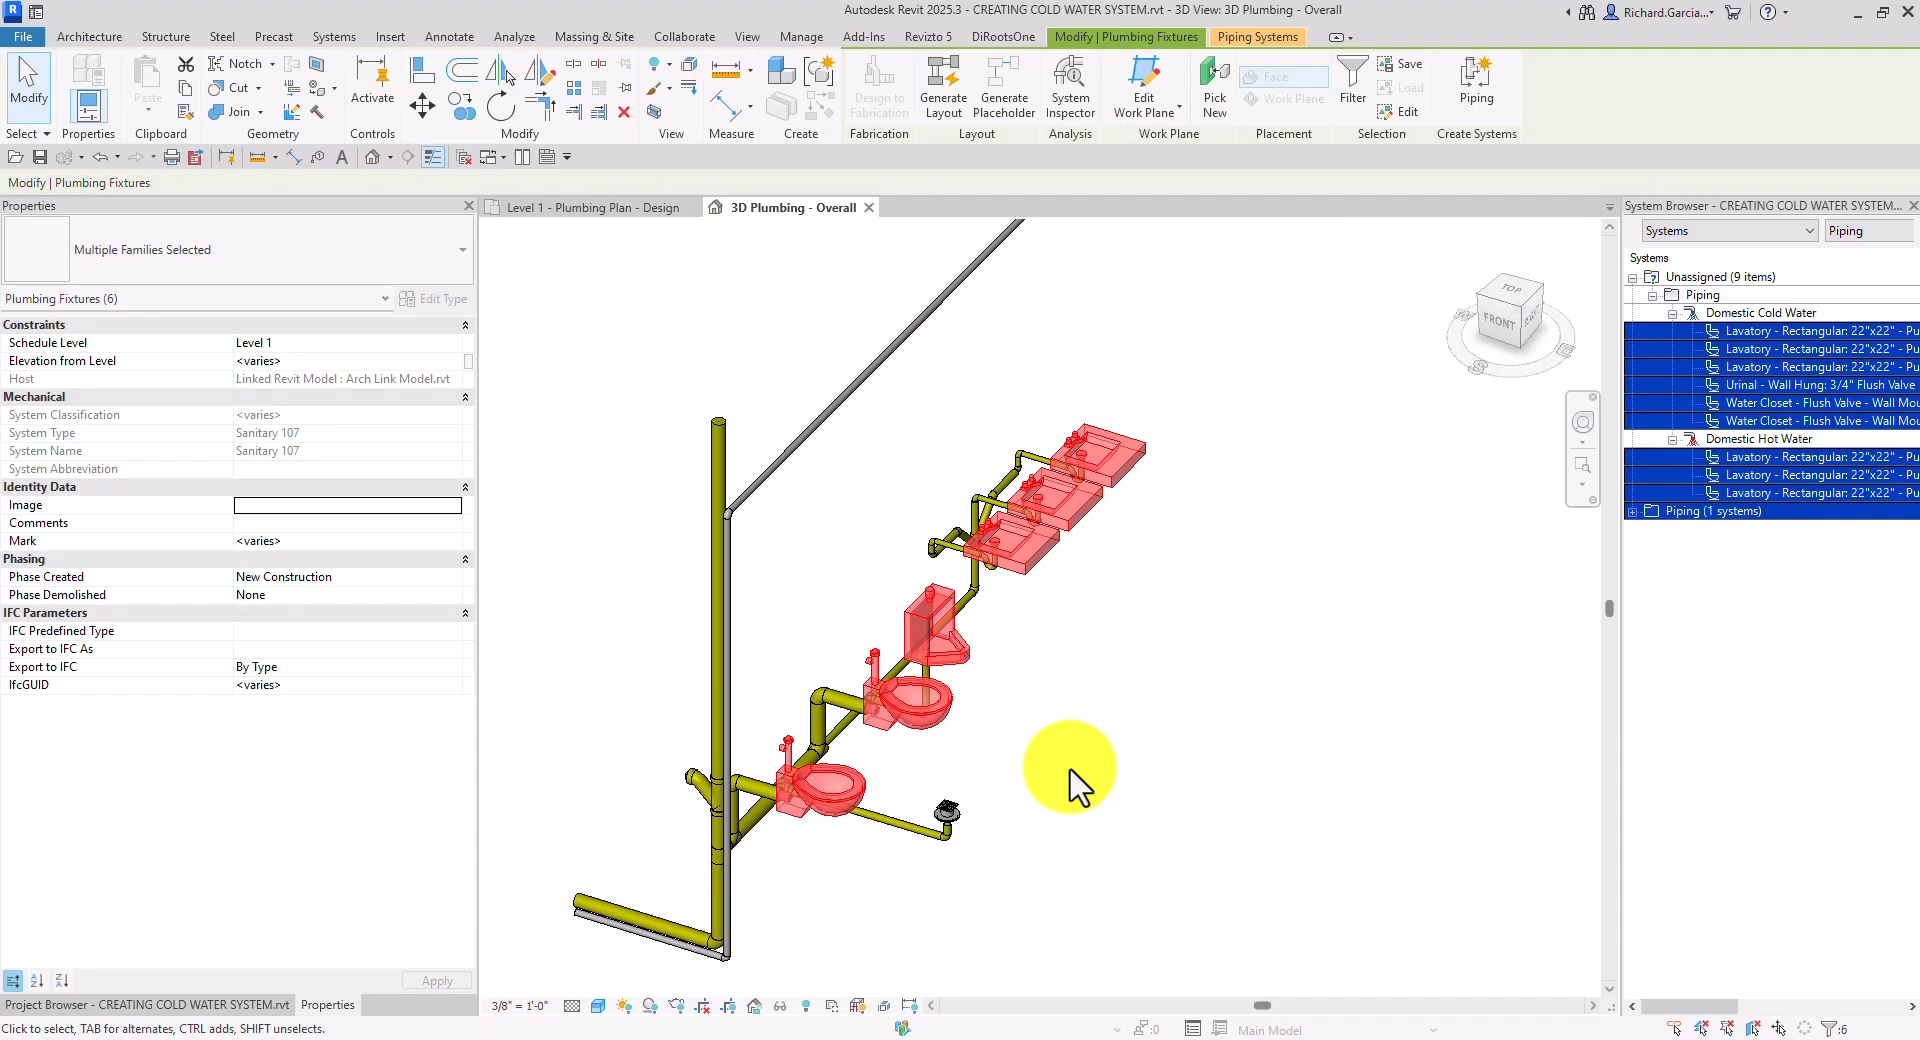 Autodesk Revit 2025.3 - CREATING COLD WATER SYSTEM.rvt - 3D View: 3D Plumbing - Overall
Richard.Garcia...
File Architecture Structure Steel Precast Systems Insert Annotate Analyze Massing & Site Collaborate View Manage Add-Ins Revizto 5 DiRootsOne Modify | Plumbing Fixtures Piping Systems
Modify
Paste
Notch
Cut
Join
Activate
Design to Fabrication
Generate Layout
Generate Placeholder
System Inspector
Edit Work Plane
Pick New
Face
Work Plane
Filter
Save
Load
Edit
Piping
Select Properties Clipboard Geometry Controls Modify View Measure Create Fabrication Layout Analysis Work Plane Placement Selection Create Systems
Modify | Plumbing Fixtures
Properties
Multiple Families Selected
Plumbing Fixtures (6)
Edit Type
Constraints
Schedule Level Level 1
Elevation from Level <varies>
Host Linked Revit Model : Arch Link Model.rvt
Mechanical
System Classification <varies>
System Type Sanitary 107
System Name Sanitary 107
System Abbreviation
Identity Data
Image
Comments
Mark <varies>
Phasing
Phase Created New Construction
Phase Demolished None
IFC Parameters
IFC Predefined Type
Export to IFC As
Export to IFC By Type
IfcGUID <varies>
Apply
Project Browser - CREATING COLD WATER SYSTEM.rvt Properties
Click to select, TAB for alternates, CTRL adds, SHIFT unselects.
Level 1 - Plumbing Plan - Design
3D Plumbing - Overall
TOP
FRONT
W
S
E
3/8" = 1'-0"
:0
Main Model
:6
System Browser - CREATING COLD WATER SYSTEM...
Systems Piping
Systems
Unassigned (9 items)
Piping
Domestic Cold Water
Lavatory - Rectangular: 22"x22" - Pu
Lavatory - Rectangular: 22"x22" - Pu
Lavatory - Rectangular: 22"x22" - Pu
Urinal - Wall Hung: 3/4" Flush Valve
Water Closet - Flush Valve - Wall Mou
Water Closet - Flush Valve - Wall Mou
Domestic Hot Water
Lavatory - Rectangular: 22"x22" - Pu
Lavatory - Rectangular: 22"x22" - Pu
Lavatory - Rectangular: 22"x22" - Pu
Piping (1 systems)